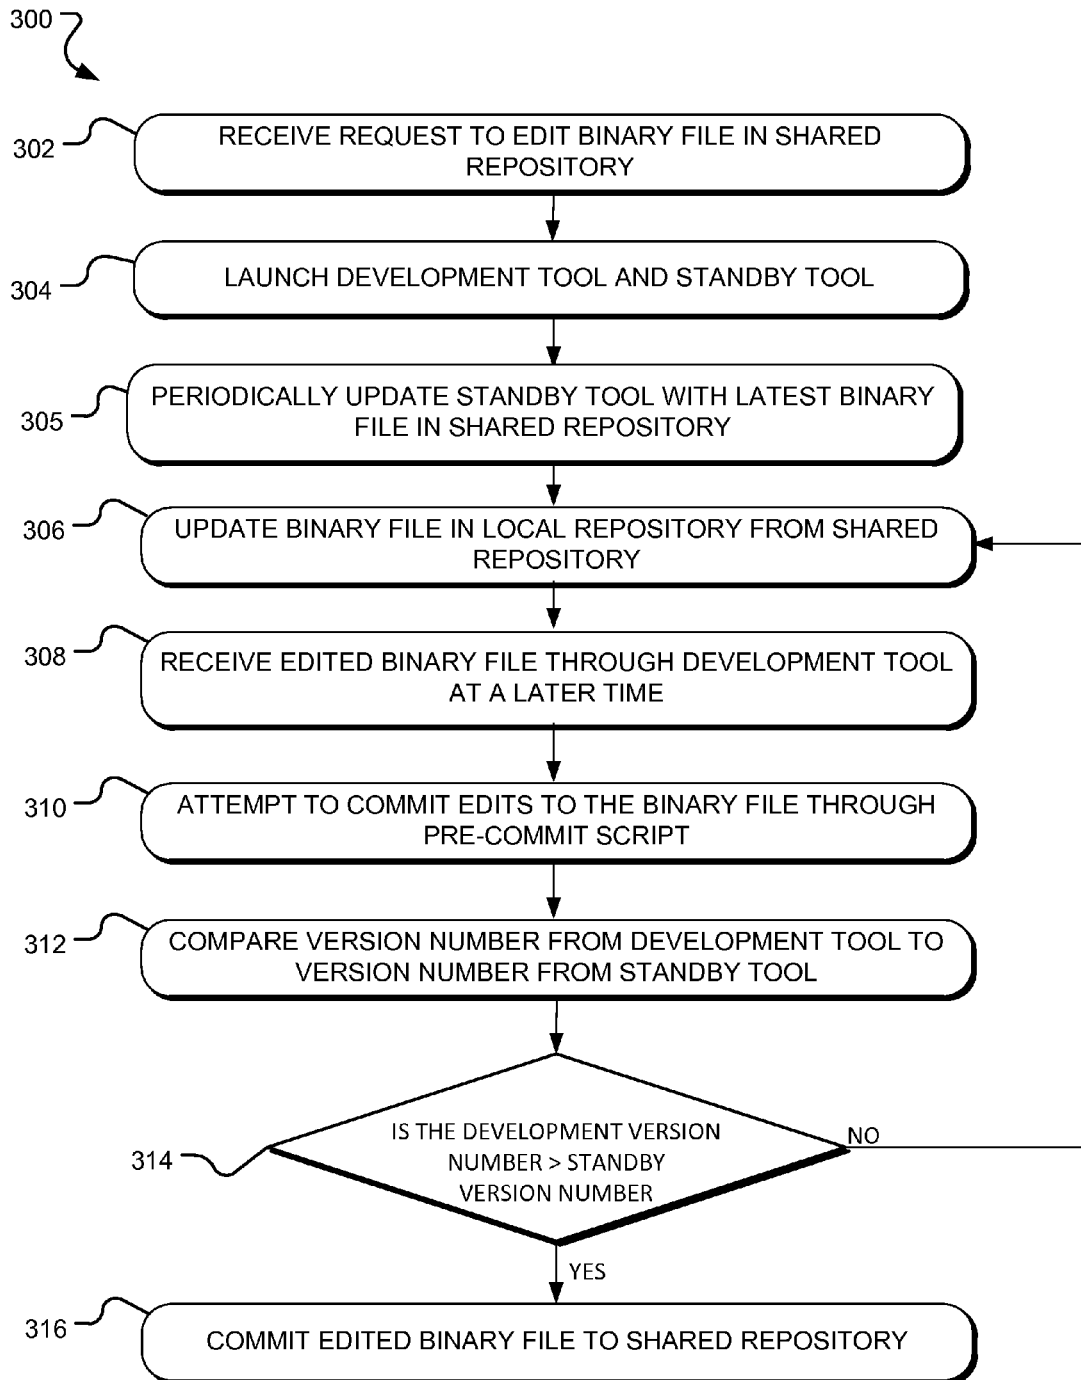 300
302
RECEIVE REQUEST TO EDIT BINARY FILE IN SHARED
REPOSITORY
304
LAUNCH DEVELOPMENT TOOL AND STANDBY TOOL
305
PERIODICALLY UPDATE STANDBY TOOL WITH LATEST BINARY
FILE IN SHARED REPOSITORY
306
UPDATE BINARY FILE IN LOCAL REPOSITORY FROM SHARED
REPOSITORY
308
RECEIVE EDITED BINARY FILE THROUGH DEVELOPMENT TOOL
AT A LATER TIME
310
ATTEMPT TO COMMIT EDITS TO THE BINARY FILE THROUGH
PRE-COMMIT SCRIPT
312
COMPARE VERSION NUMBER FROM DEVELOPMENT TOOL TO
VERSION NUMBER FROM STANDBY TOOL
314
IS THE DEVELOPMENT VERSION
NUMBER > STANDBY
VERSION NUMBER
NO
YES
316
COMMIT EDITED BINARY FILE TO SHARED REPOSITORY